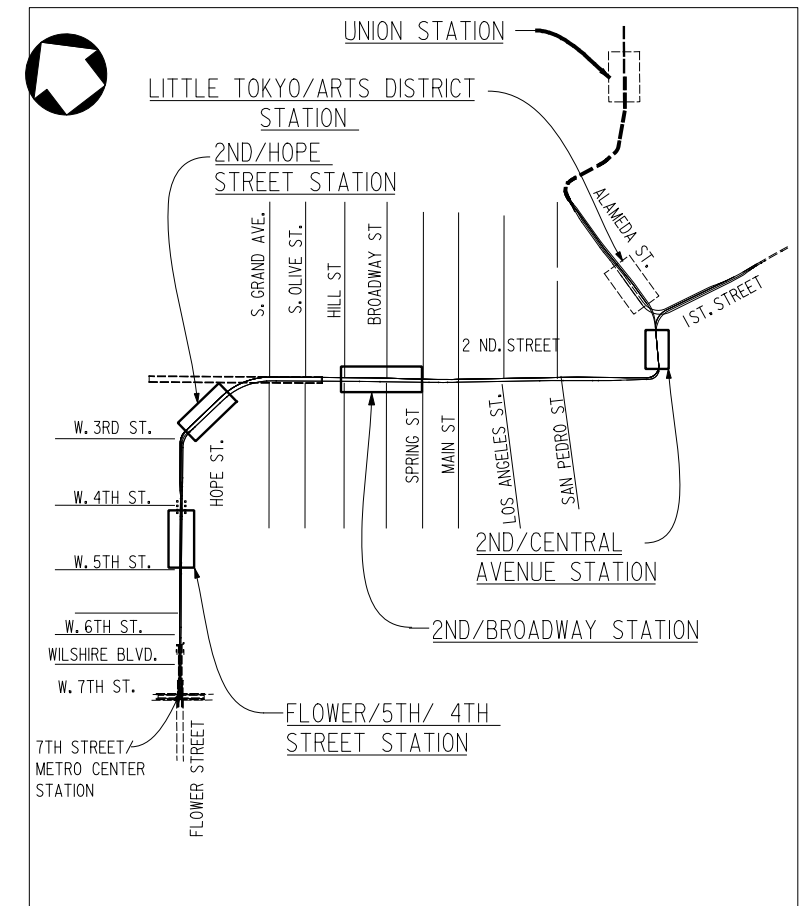 UNION STATION
LITTLE TOKYO/ARTS DISTRICT
STATION
2ND/HOPE
STREET STATION
ALAMEDA ST.
S. GRAND AVE.
S. OLIVE ST.
HILL ST
BROADWAY ST
1ST. STREET
2 ND. STREET
W. 3RD ST.
HOPE ST.
SPRING ST
MAIN ST
LOS ANGELES ST.
SAN PEDRO ST.
W. 4TH ST.
W. 5TH ST.
2ND/CENTRAL
AVENUE STATION
W. 6TH ST.
2ND/BROADWAY STATION
WILSHIRE BLVD.
W. 7TH ST.
FLOWER/5TH/ 4TH
STREET STATION
7TH STREET/
METRO CENTER
STATION
FLOWER STREET